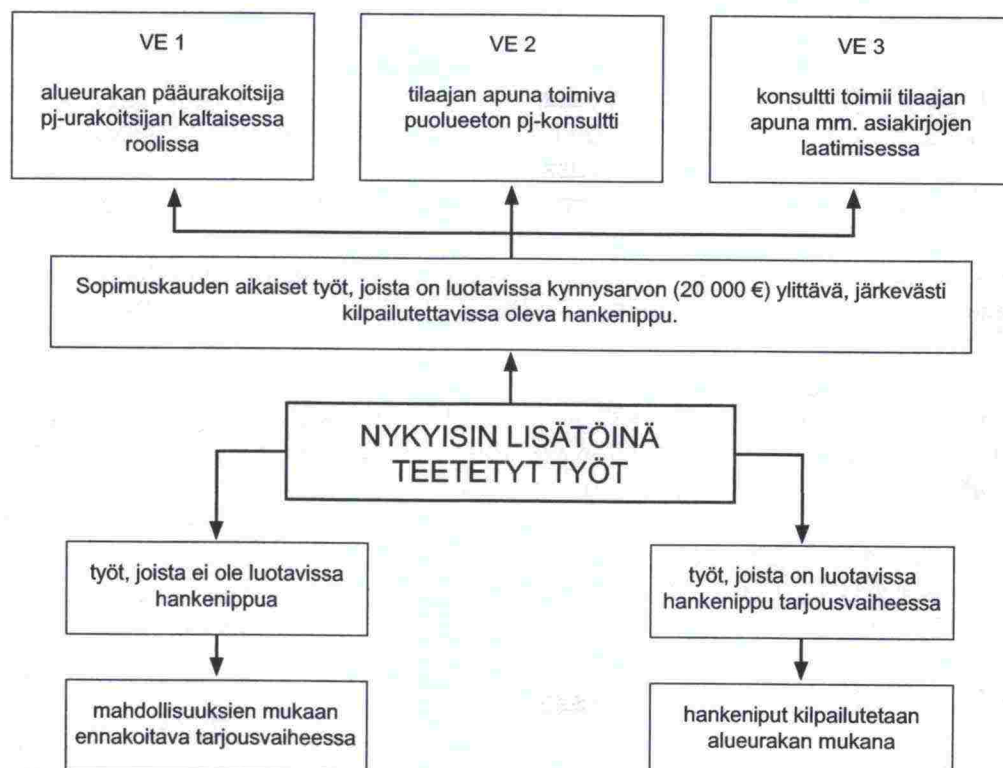 VE 1
alueurakan pääurakoitsija
pj-urakoitsijan kaltaisessa
roolissa
VE 2
tilaajan apuna toimiva
puolueeton pj-konsultti
VE 3
konsultti toimii tilaajan
apuna mm. asiakirjojen
laatimisessa
Sopimuskauden aikaiset työt, joista on luotavissa kynnysarvon (20 000 €) ylittävä, järkevästi
kilpailutettavissa oleva hankenippu.
NYKYISIN LISÄTÖINÄ
TEETETYT TYÖT
työt, joista ei ole luotavissa
hankenippua
työt, joista on luotavissa
hankenippu tarjousvaiheessa
mahdollisuuksien mukaan
ennakoitava tarjousvaiheessa
hankeniput kilpailutetaan
alueurakan mukana